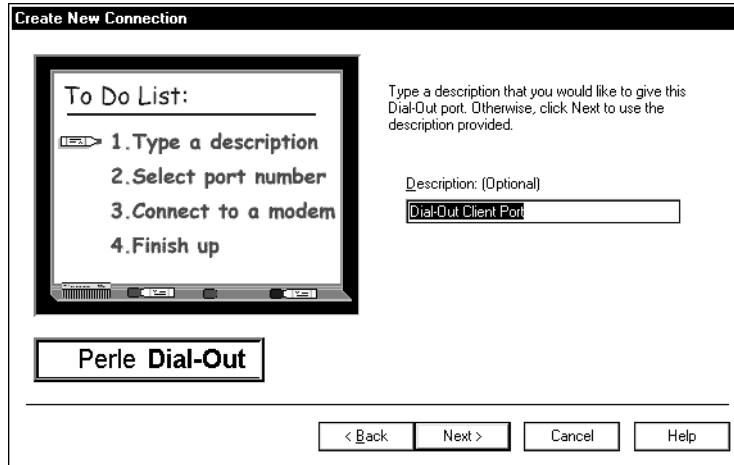 Create New Connection
To Do List:
1.Type a description
2.Select port number
3.Connect to a modem
4.Finish up
Perle Dial-Out
Type a description that you would like to give this
Dial-Out port. Otherwise, click Next to use the
description provided.
Description: (Optional)
Dial-Out Client Port
< Back
Next >
Cancel
Help